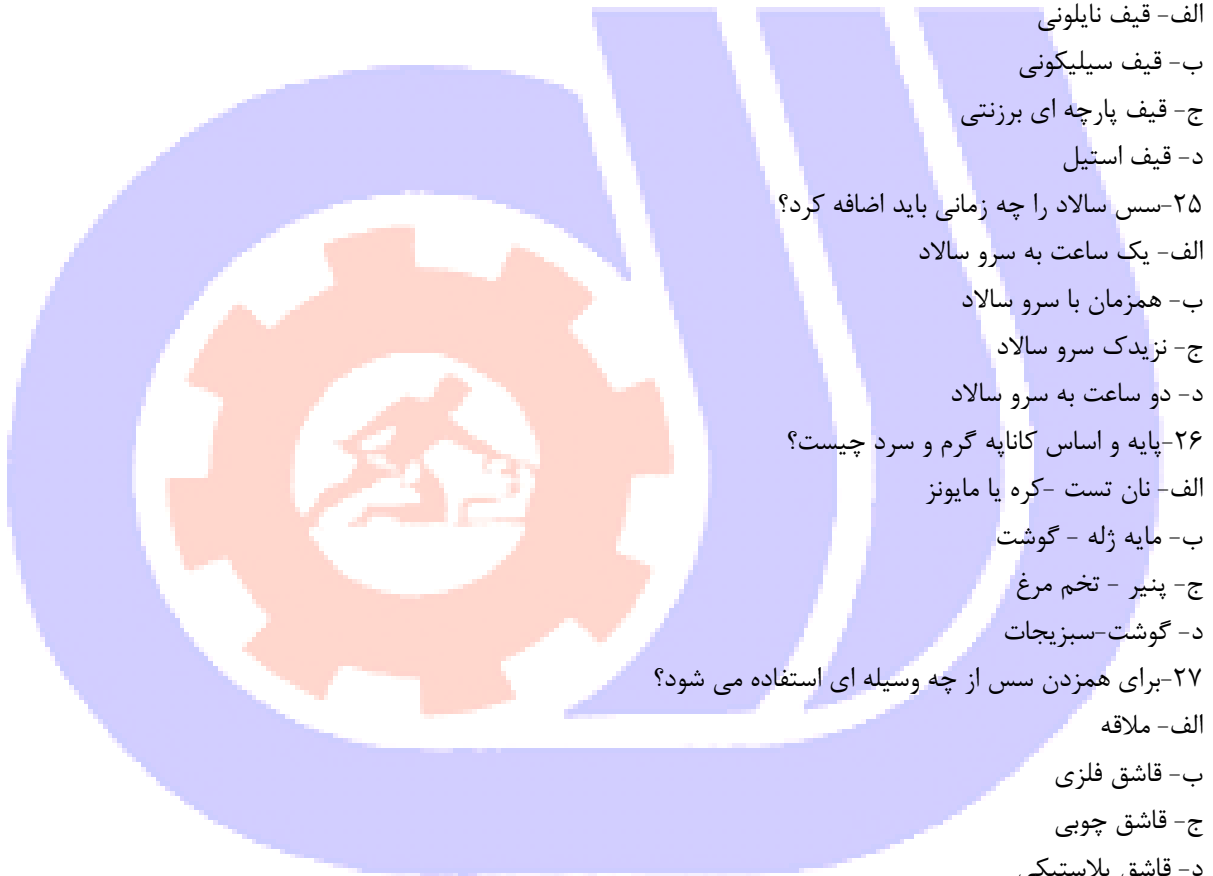 الف- قیف نایلونی
ب- قیف سیلیکونی
ج- قیف پارچه ای برزنتی
د- قیف استیل
۲۵-سس سالاد را چه زمانی باید اضافه کرد؟
الف- یک ساعت به سرو سالاد
ب- همزمان با سرو سالاد
ج- نزیدک سرو سالاد
د- دو ساعت به سرو سالاد
۲۶-پایه و اساس کاناپه گرم و سرد چیست؟
الف- نان تست -کره یا مایونز
ب- مایه ژله - گوشت
ج- پنیر - تخم مرغ
د- گوشت-سبزیجات
۲۷-برای همزدن سس از چه وسیله ای استفاده می شود؟
الف- ملاقه
ب- قاشق فلزی
ج- قاشق چوبی
د- قاشق پلاستیکی